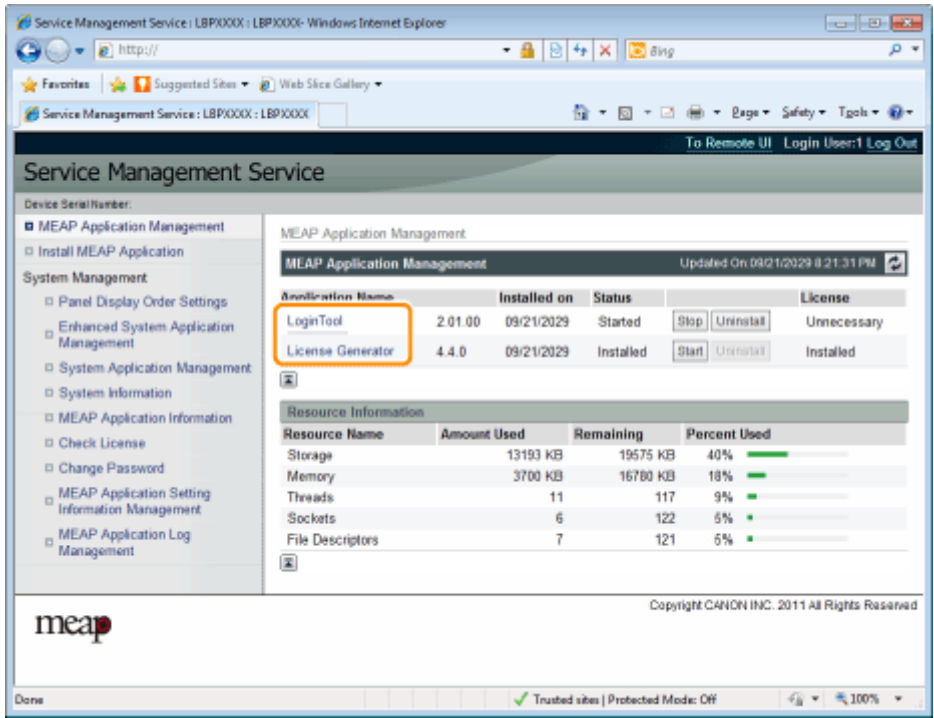 Service Management Service : LBPXXXX : LBPXXXX- Windows Internet Explorer
http://
Bing
Favorites Suggested Sites Web Slice Gallery
Service Management Service : LBPXXXX : LBPXXXX
Page Safety Tools
To Remote UI Login User:1 Log Out
Service Management Service
Device Serial Number:
MEAP Application Management
Install MEAP Application
System Management
Panel Display Order Settings
Enhanced System Application
Management
System Application Management
System Information
MEAP Application Information
Check License
Change Password
MEAP Application Setting
Information Management
MEAP Application Log
Management
MEAP Application Management
MEAP Application Management Updated On:09/21/2029 8:21:31 PM
Application Name Installed on Status License
LoginTool 2.01.00 09/21/2029 Started Stop Uninstall Unnecessary
License Generator 4.4.0 09/21/2029 Installed Start Uninstall Installed
Resource Information
Resource Name Amount Used Remaining Percent Used
Storage 13193 KB 19575 KB 40%
Memory 3700 KB 16780 KB 18%
Threads 11 117 9%
Sockets 6 122 5%
File Descriptors 7 121 6%
Copyright CANON INC. 2011 All Rights Reserved
meap
Done Trusted sites | Protected Mode: Off 100%